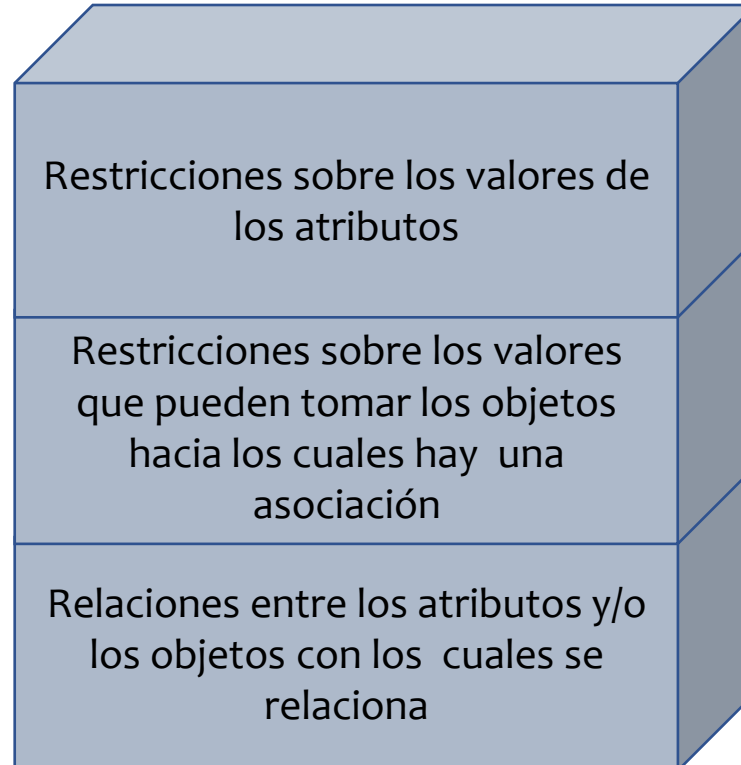 Restricciones sobre los valores de
los atributos
Restricciones sobre los valores
que pueden tomar los objetos
hacia los cuales hay una
asociación
Relaciones entre los atributos y/o
los objetos con los cuales se
relaciona